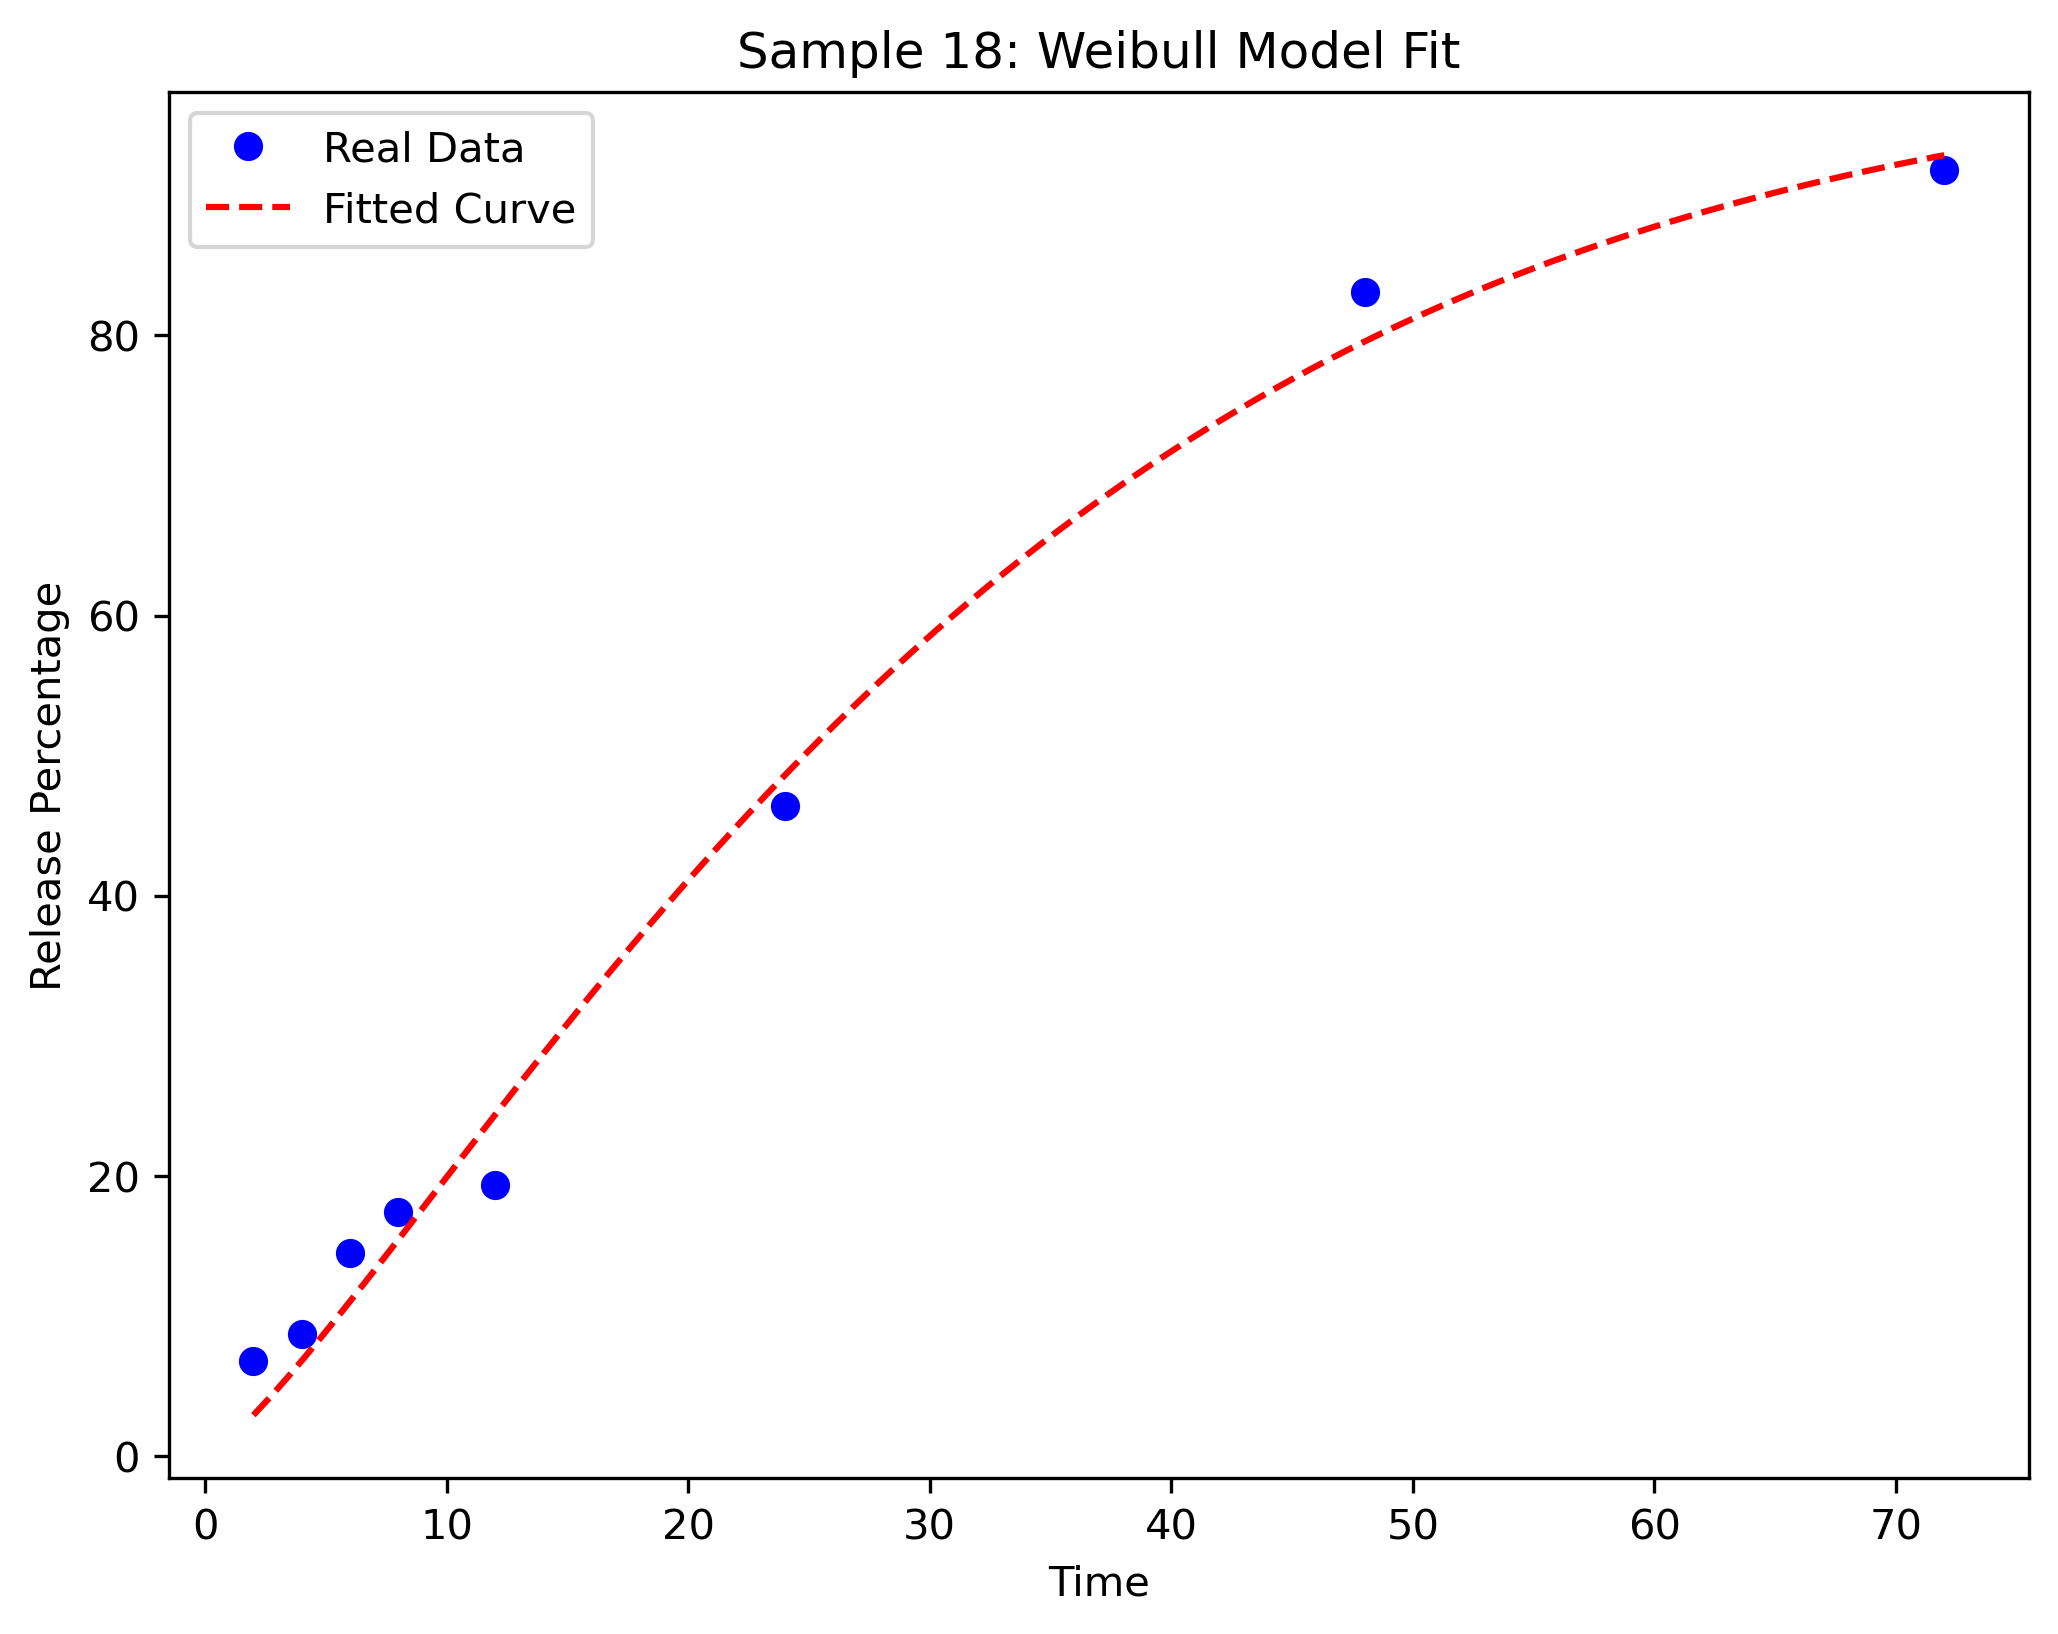 Sample 18: Weibull Model Fit
Real Data
Fitted Curve
80
60
40
20
0
Release Percentage
0 10 20 30 40 50 60 70
Time